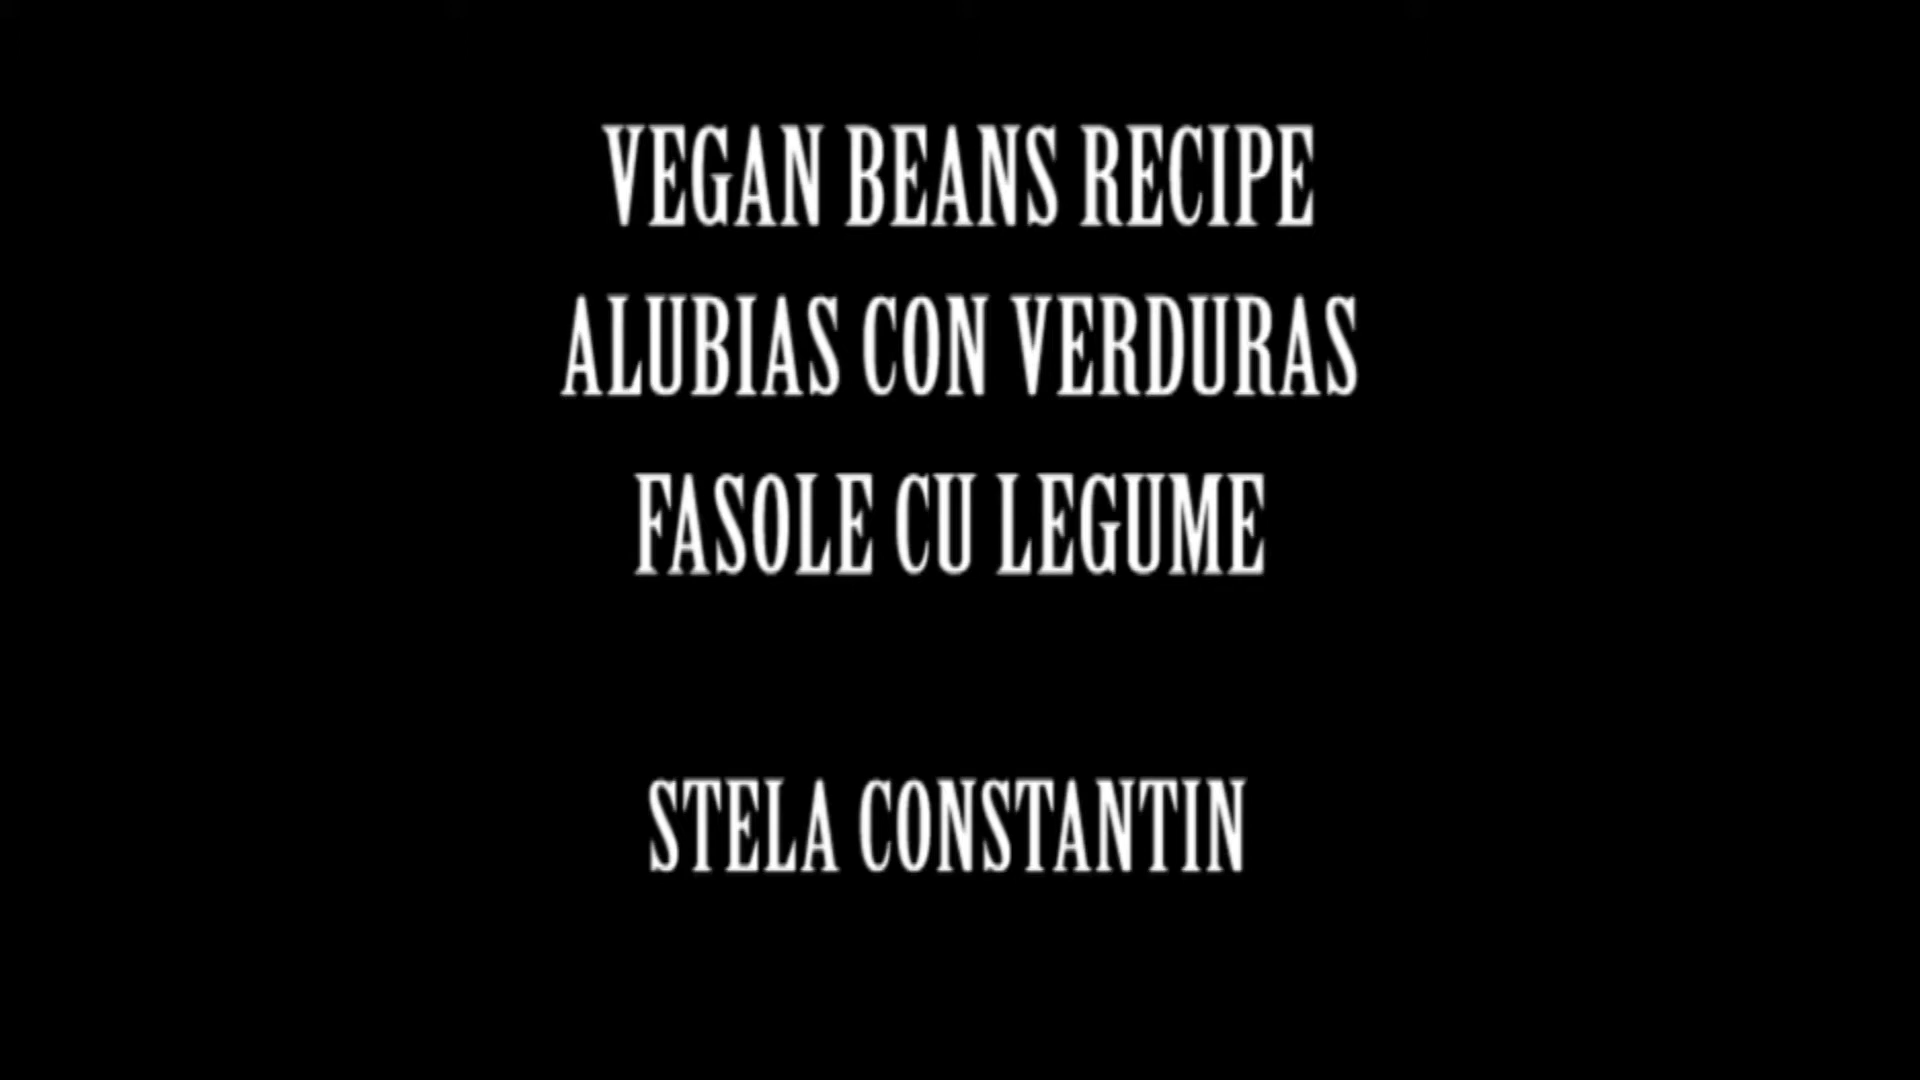 VEGAN BEANS RECIPE
ALUBIAS CON VERDURAS
FASOLE CU LEGUME
STELA CONSTANTIN